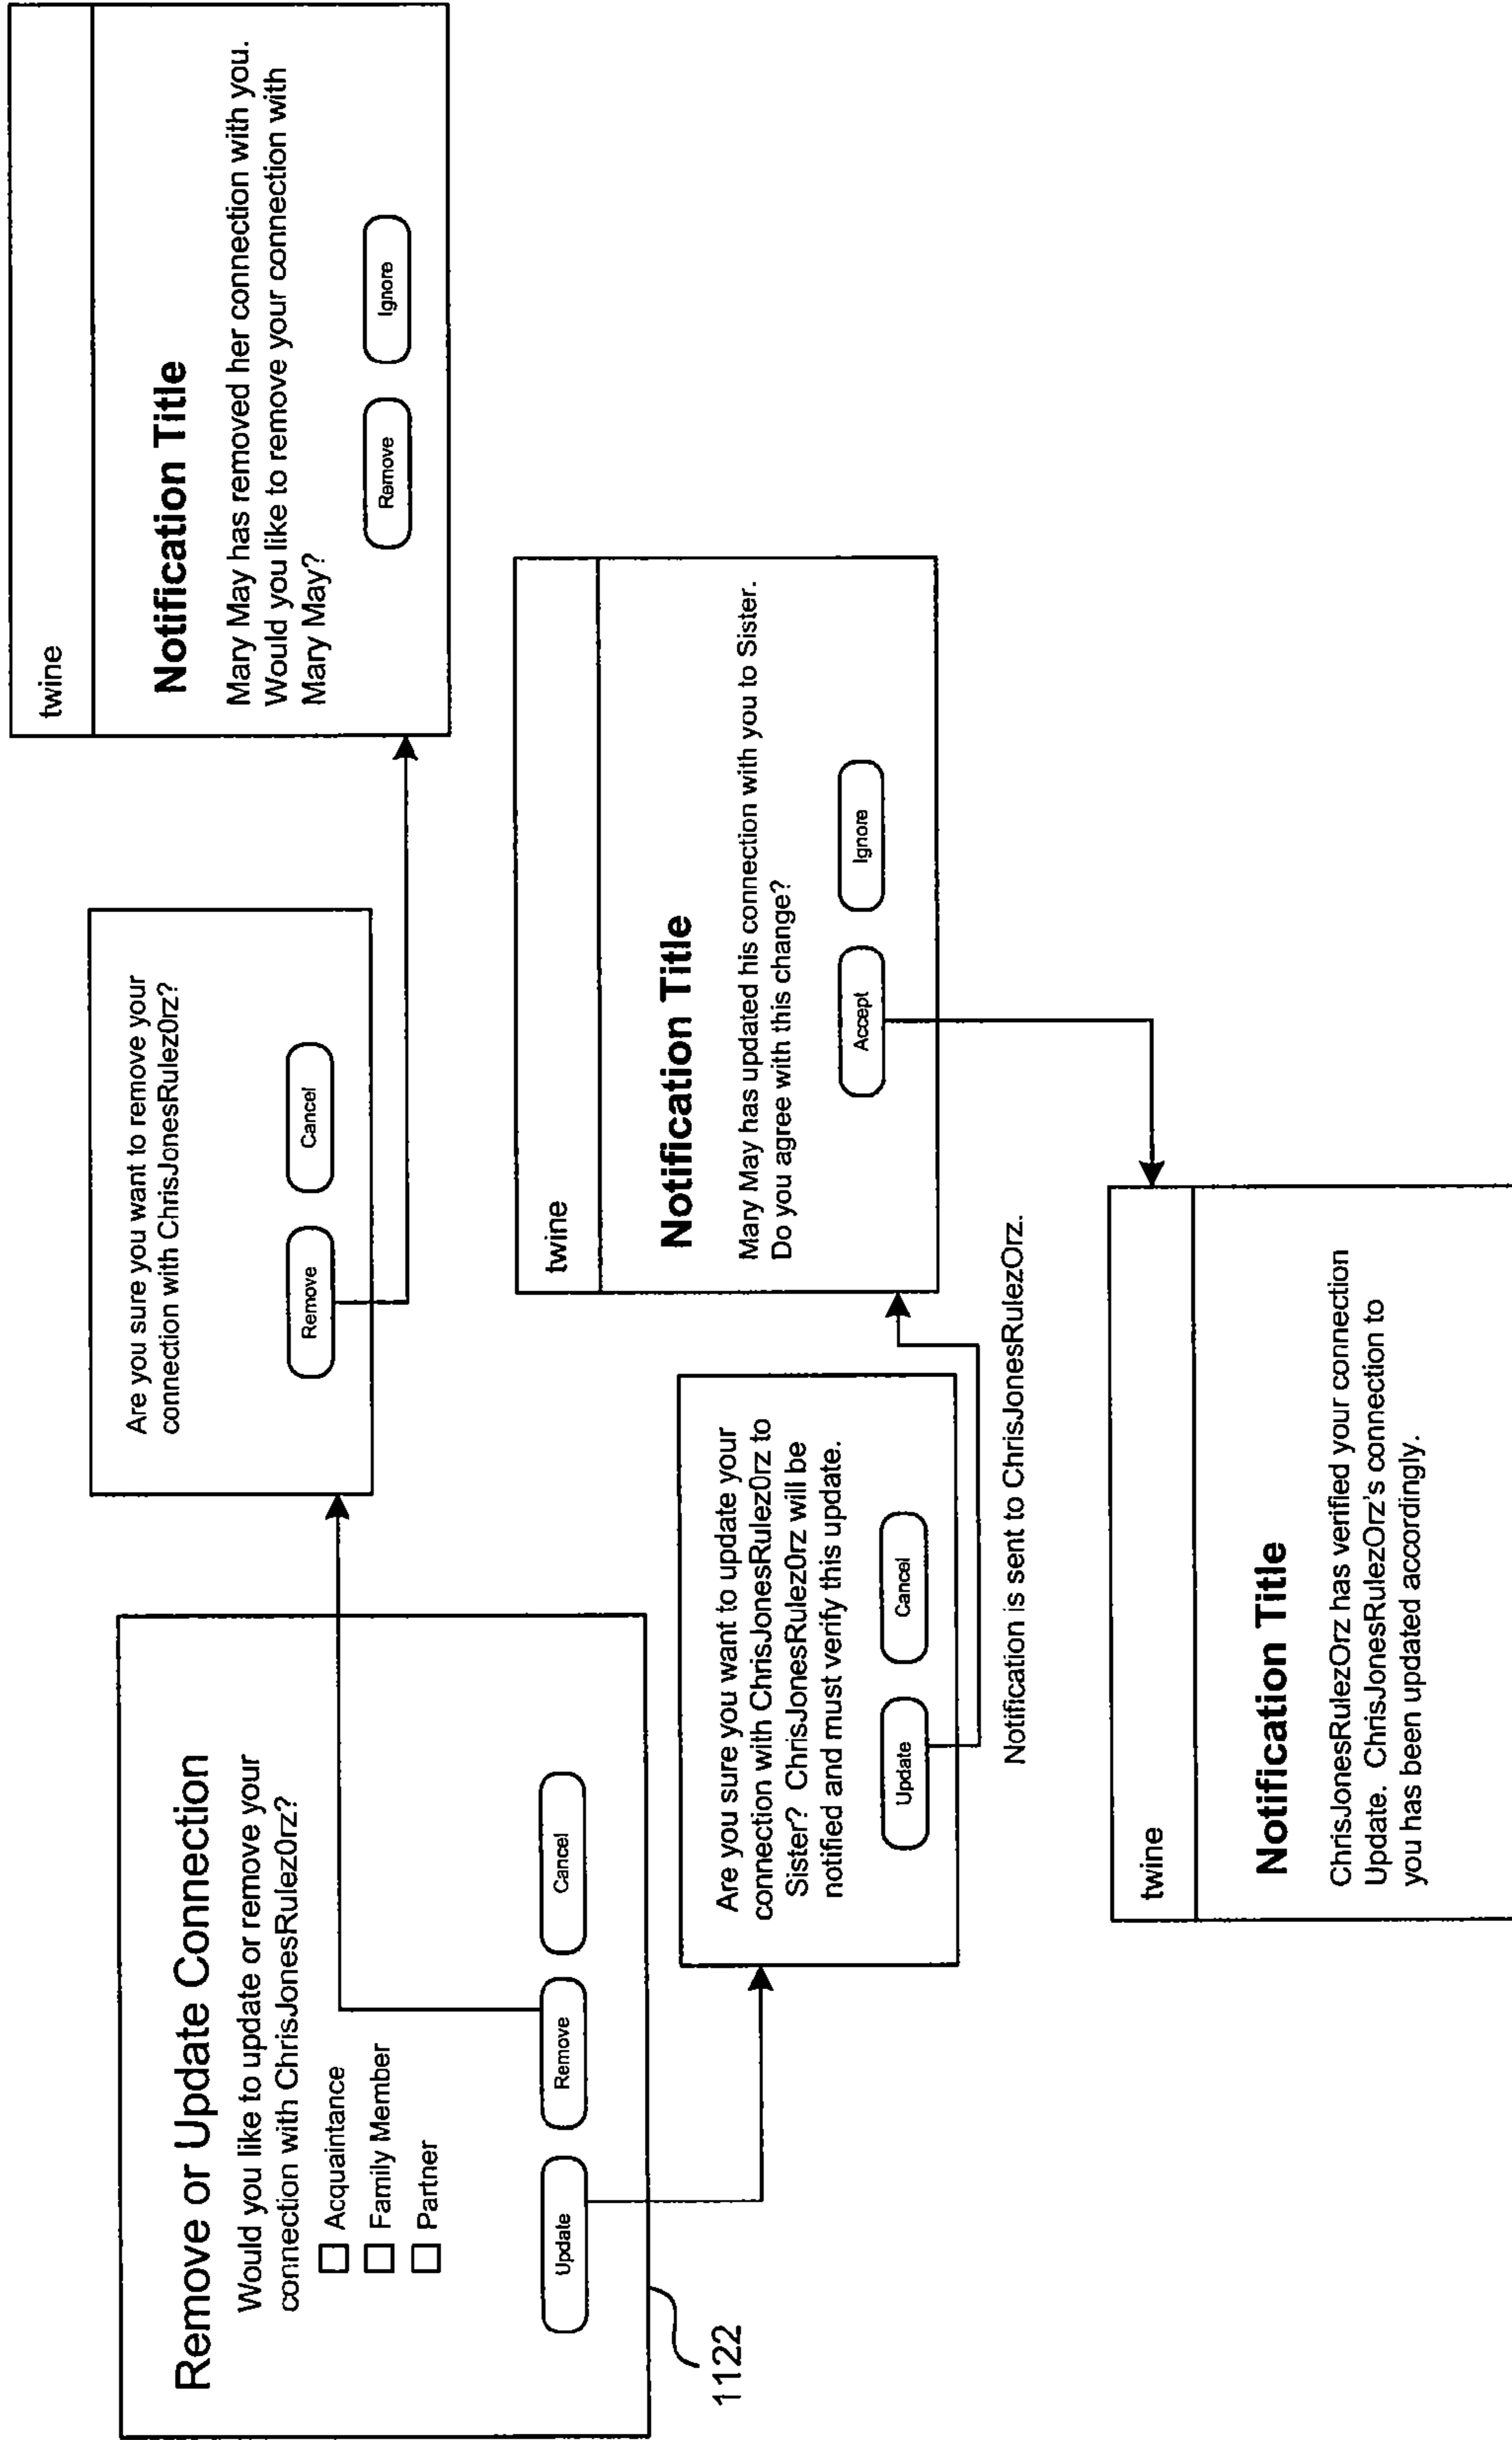 Remove or Update Connection
Would you like to update or remove your
connection with ChrisJonesRulez0rz?
Acquaintance
Family Member
Partner
Update
Remove
Cancel
1122
Are you sure you want to remove your
connection with ChrisJonesRulez0rz?
Remove
Cancel
twine
Notification Title
Mary May has removed her connection with you.
Would you like to remove your connection with
Mary May?
Remove
Ignore
Are you sure you want to update your
connection with ChrisJonesRulez0rz to
Sister? ChrisJonesRulez0rz will be
notified and must verify this update.
Update
Cancel
Notification is sent to ChrisJonesRulezOrz.
twine
Notification Title
Mary May has updated his connection with you to Sister.
Do you agree with this change?
Accept
Ignore
twine
Notification Title
ChrisJonesRulezOrz has verified your connection
Update. ChrisJonesRulezOrz's connection to
you has been updated accordingly.